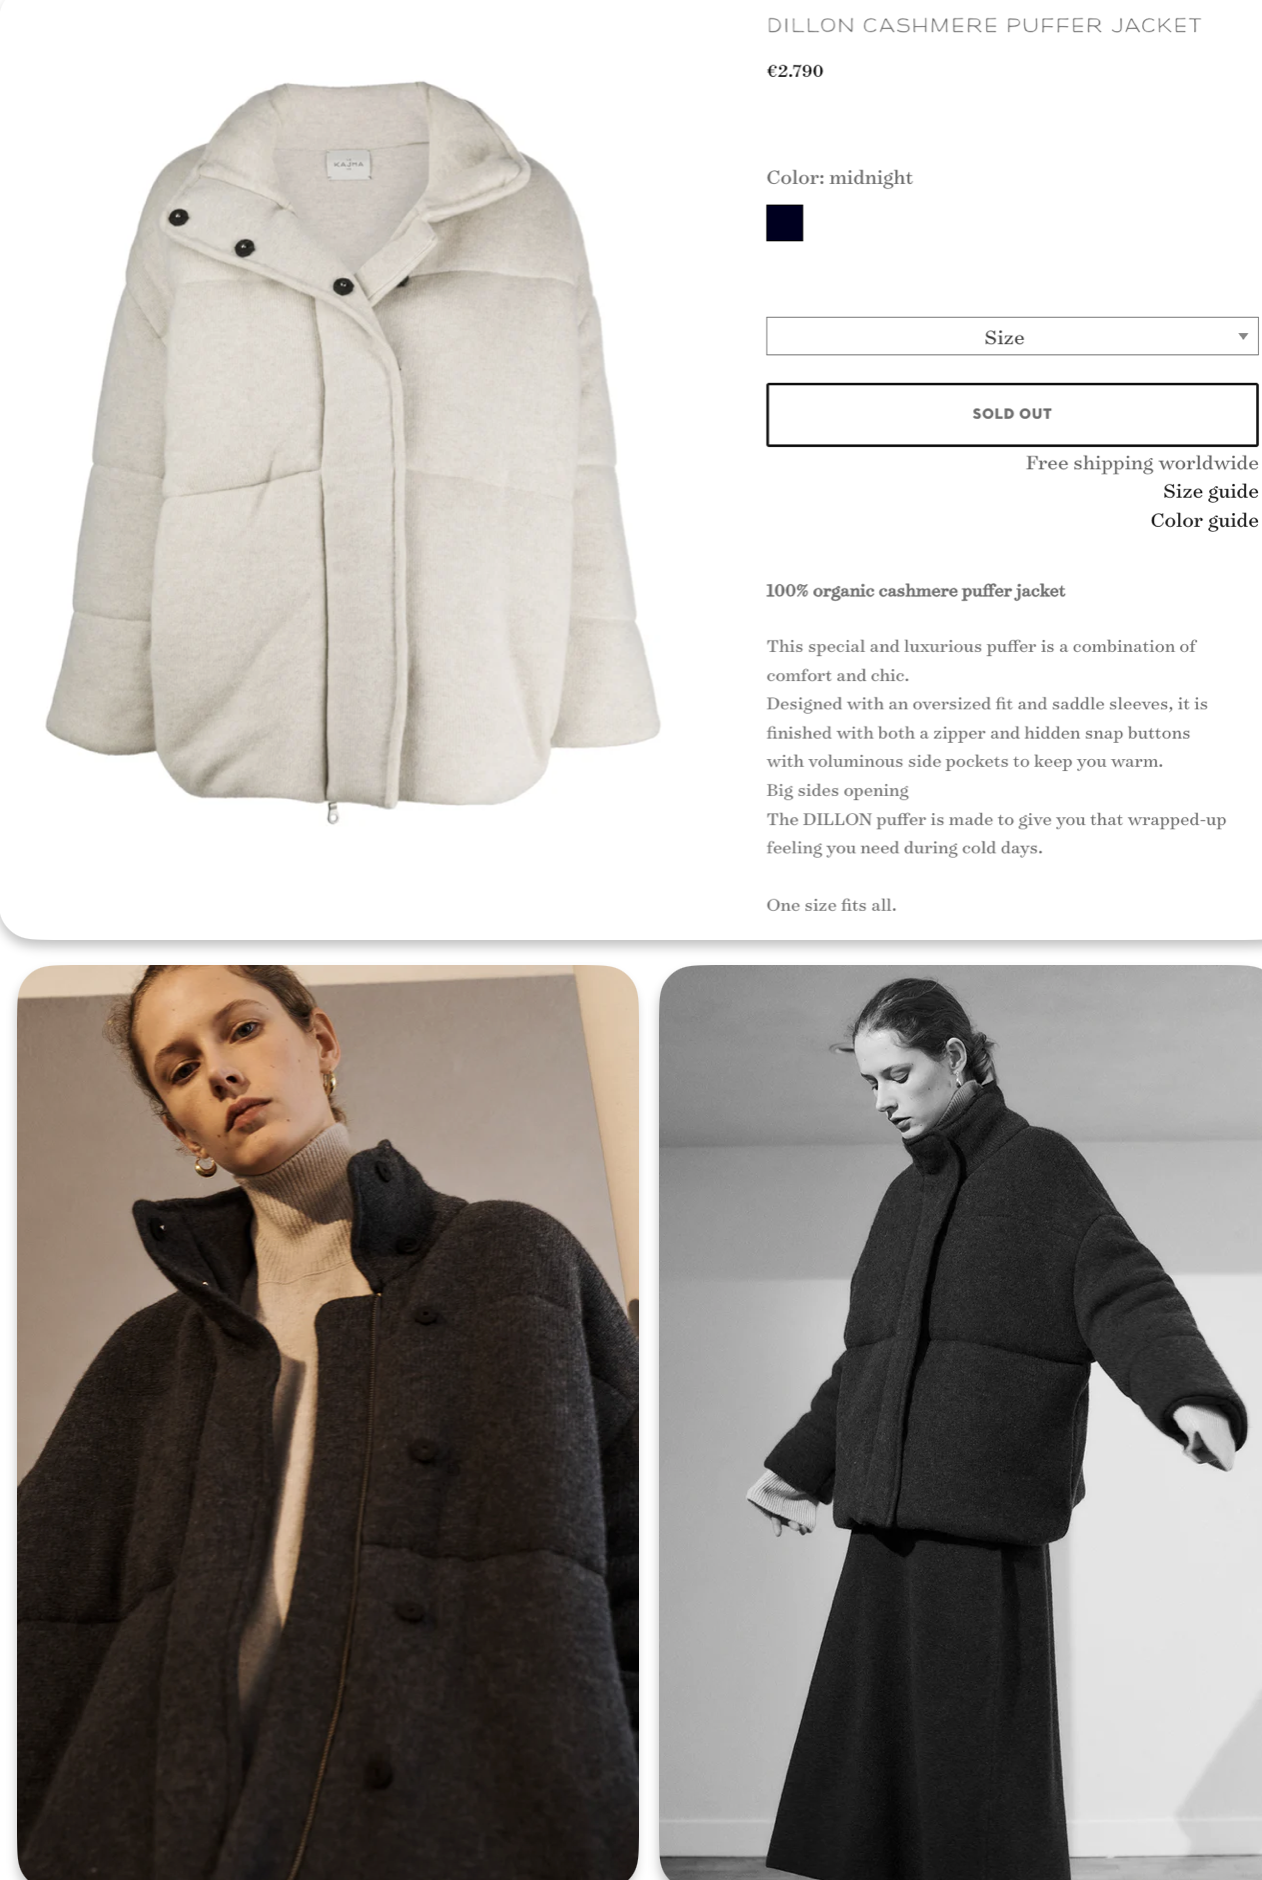 KAJMA
DILLON CASHMERE PUFFER JACKET
€2.790
Color: midnight
Size
SOLD OUT
Free shipping worldwide
Size guide
Color guide
100% organic cashmere puffer jacket
This special and luxurious puffer is a combination of
comfort and chic.
Designed with an oversized fit and saddle sleeves, it is
finished with both a zipper and hidden snap buttons
with voluminous side pockets to keep you warm.
Big sides opening
The DILLON puffer is made to give you that wrapped-up
feeling you need during cold days.
One size fits all.